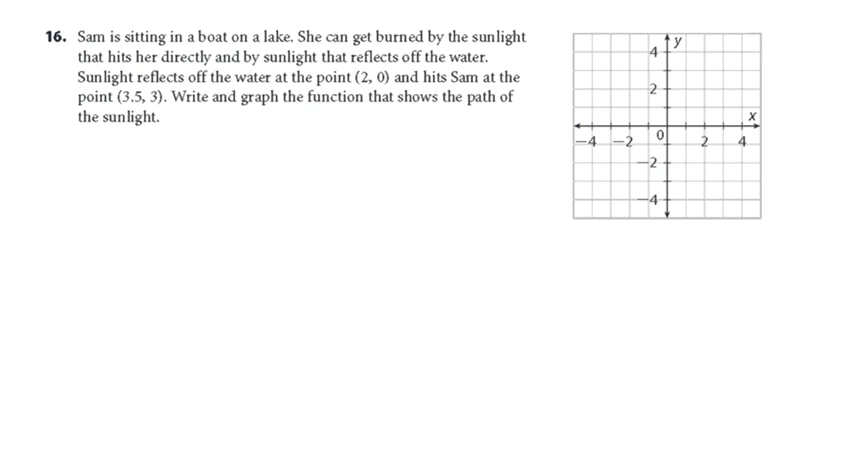 16. Sam is sitting in a boat on a lake. She can get burned by the sunlight
that hits her directly and by sunlight that reflects off the water.
Sunlight reflects off the water at the point (2, 0) and hits Sam at the
point (3.5, 3). Write and graph the function that shows the path of
the sunlight.
y
4
2
x
0
−4 −2 2 4
−2
−4